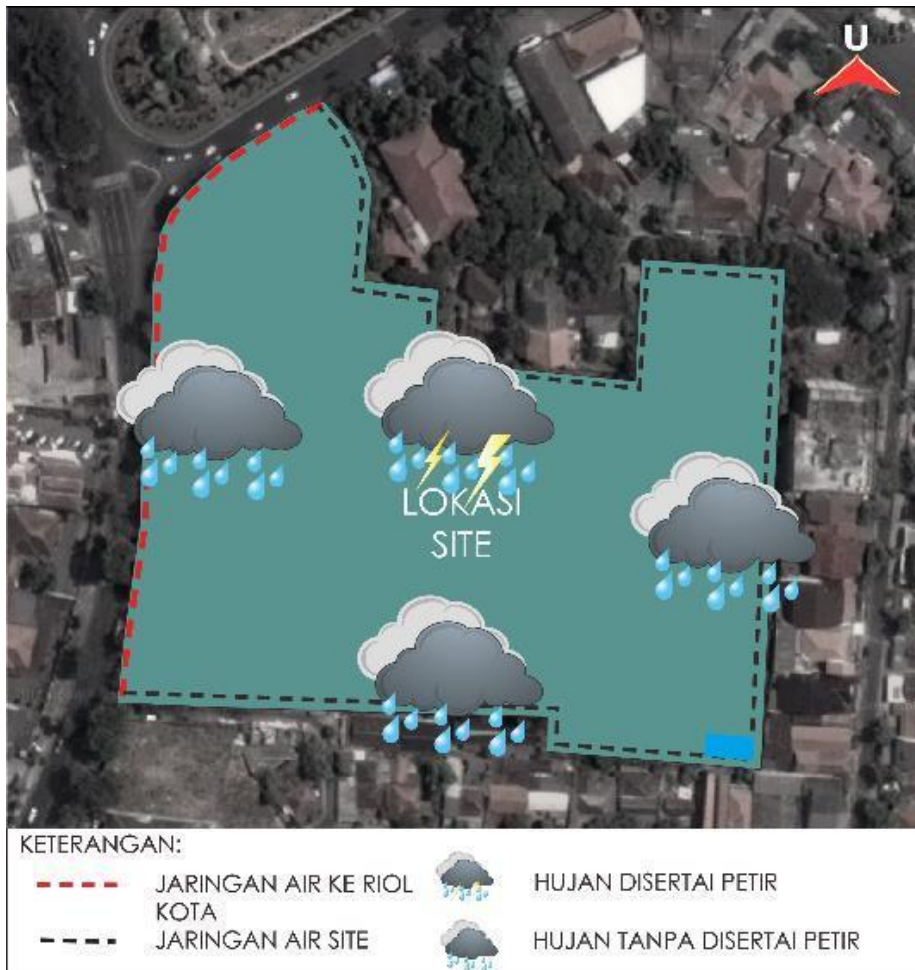 U
LOKASI
SITE
KETERANGAN:
JARINGAN AIR KE RIOL
KOTA
JARINGAN AIR SITE
HUJAN DISERTAI PETIR
HUJAN TANPA DISERTAI PETIR